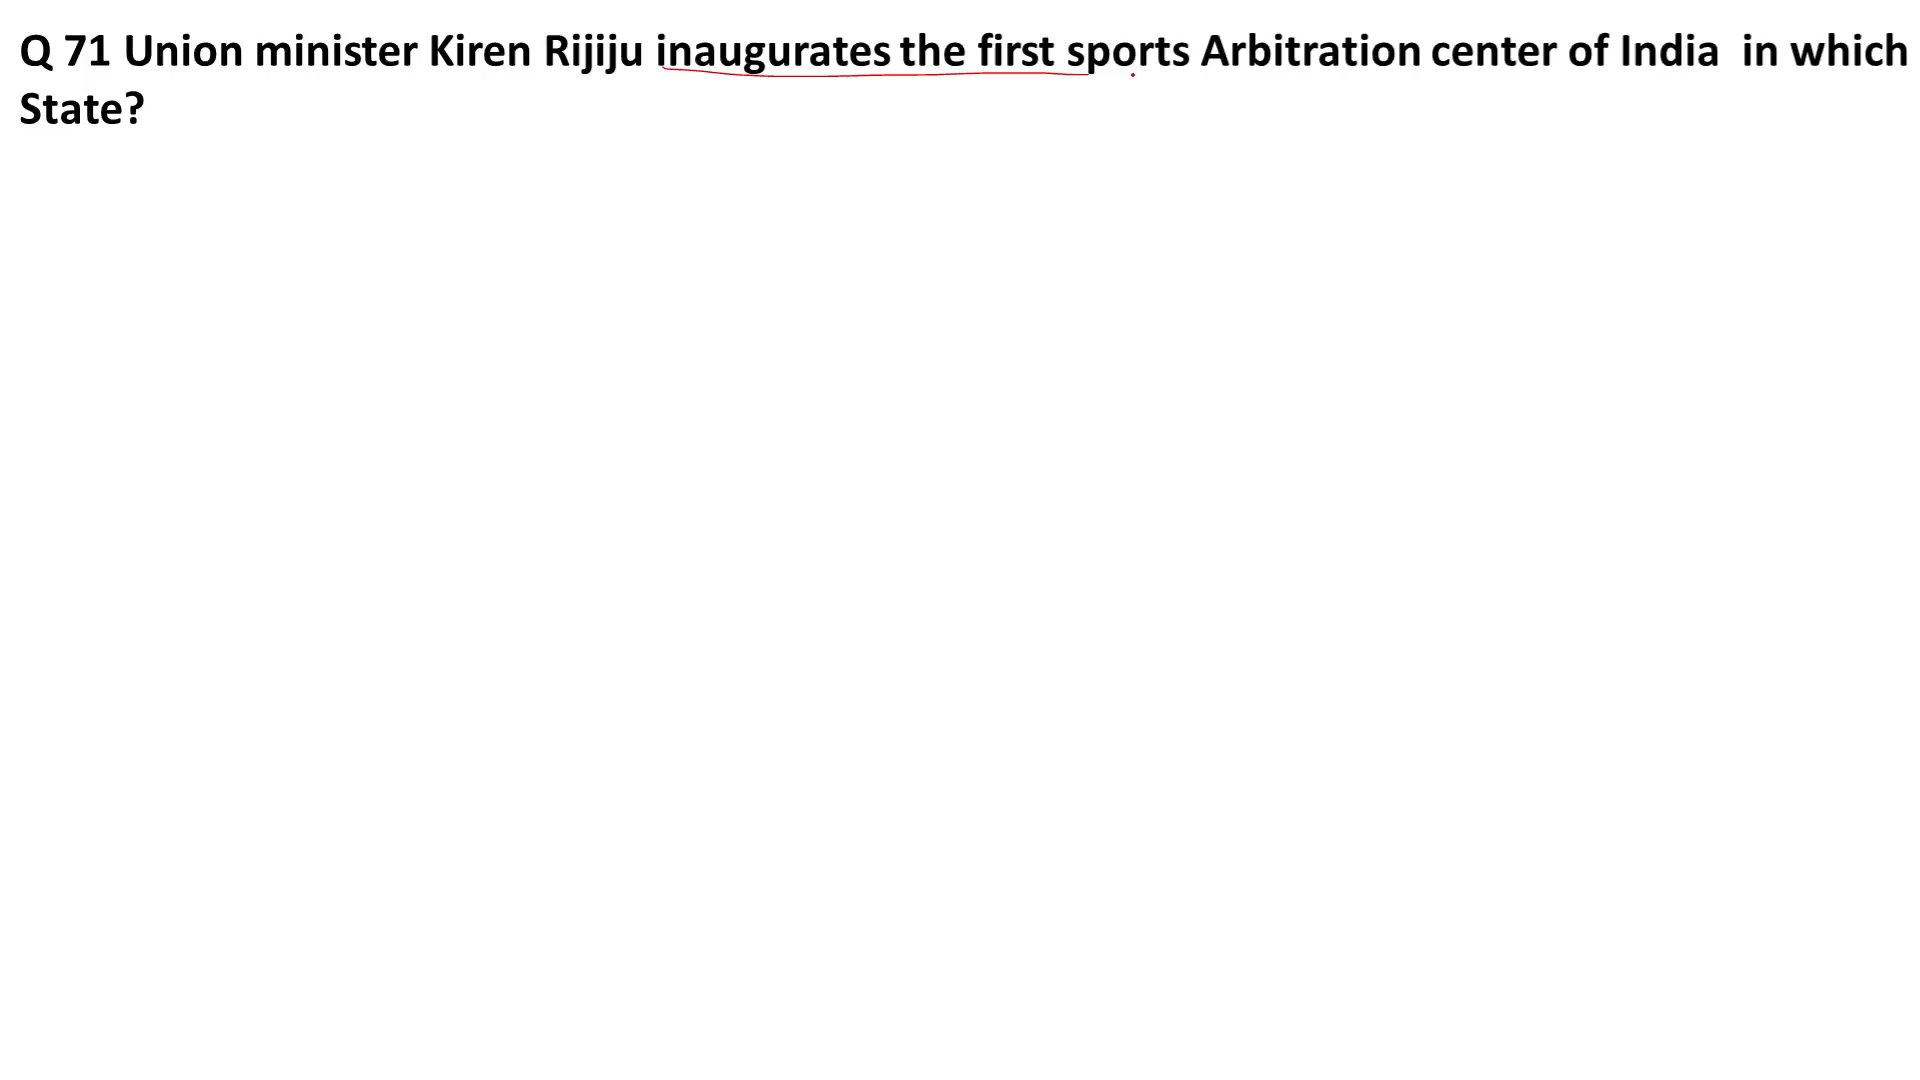 Q 71 Union minister Kiren Rijiju inaugurates the first sports Arbitration center of India  in which
State?